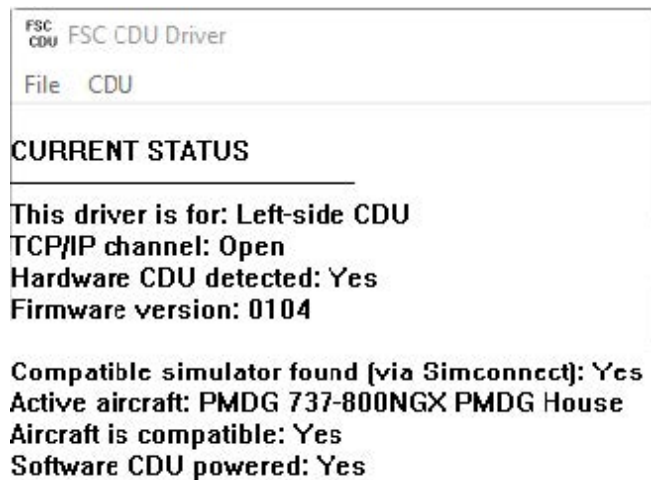 FSC
CDU FSC CDU Driver
File CDU
CURRENT STATUS
This driver is for: Left-side CDU
TCP/IP channel: Open
Hardware CDU detected: Yes
Firmware version: 0104
Compatible simulator found (via Simconnect): Yes
Active aircraft: PMDG 737-800NGX PMDG House
Aircraft is compatible: Yes
Software CDU powered: Yes